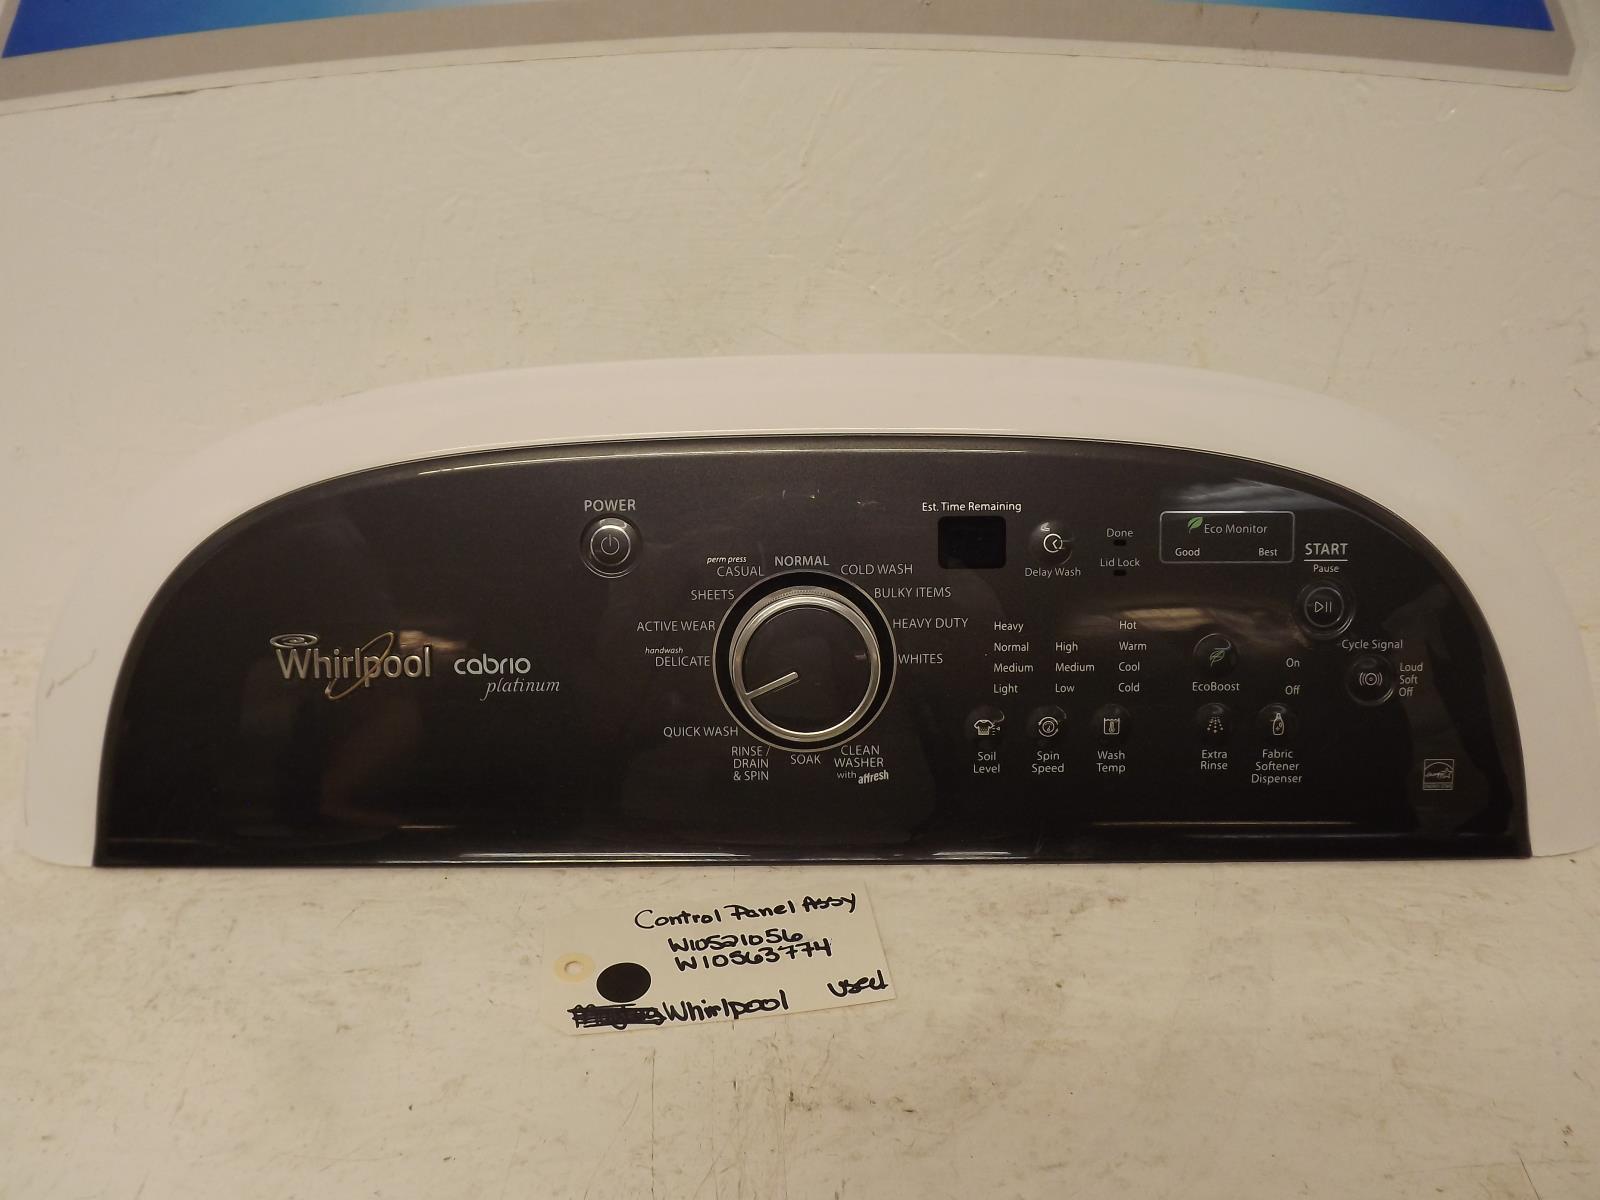 POWER
Est. Time Remaining
Delay Wash
Done
Lid Lock
Eco Monitor
Good Best
START
Pause
perm press
CASUAL
NORMAL
COLD WASH
SHEETS
BULKY ITEMS
ACTIVE WEAR
HEAVY DUTY
handwash
DELICATE
WHITES
QUICK WASH
RINSE /
DRAIN
& SPIN
SOAK
CLEAN
WASHER
with affresh
Whirlpool cabrio
platinum
Heavy Hot
Normal High Warm
Medium Medium Cool
Light Low Cold
Soil
Level
Spin
Speed
Wash
Temp
EcoBoost
On
Off
Extra
Rinse
Fabric
Softener
Dispenser
Cycle Signal
Loud
Soft
Off
Control Panel Assy
W10521056
W10563774
Whirlpool used